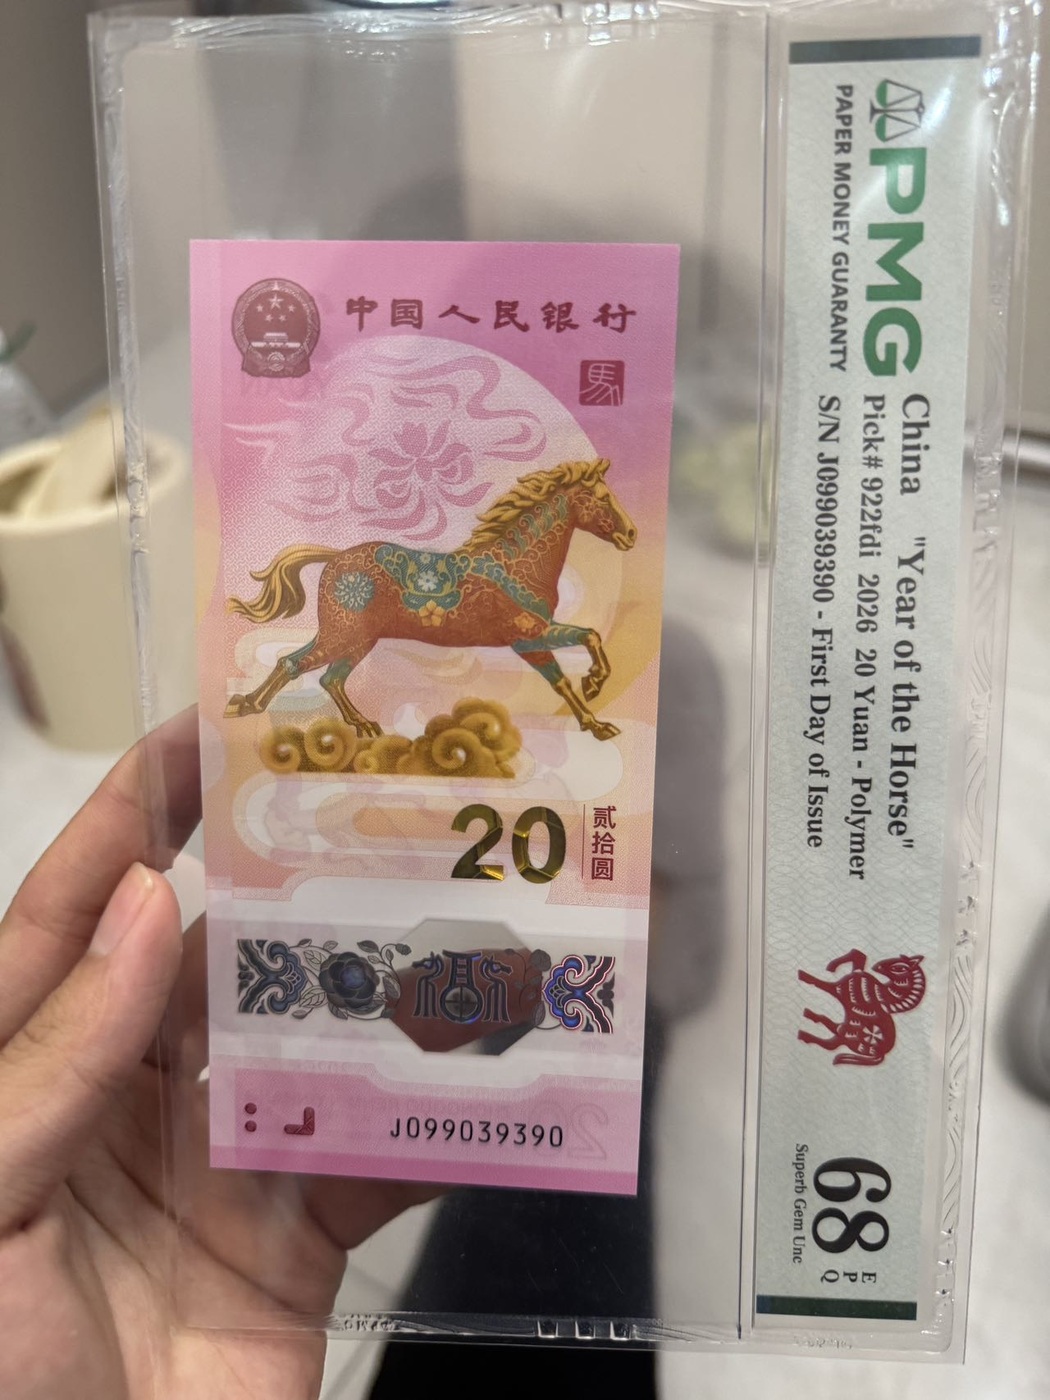 中国人民银行
馬
20
贰拾圆
J099039390
PMG
PAPER MONEY GUARANTY
China "Year of the Horse"
Pick# 922fdi 2026 20 Yuan - Polymer
S/N J099039390 - First Day of Issue
68
EPQ
Superb Gem Unc